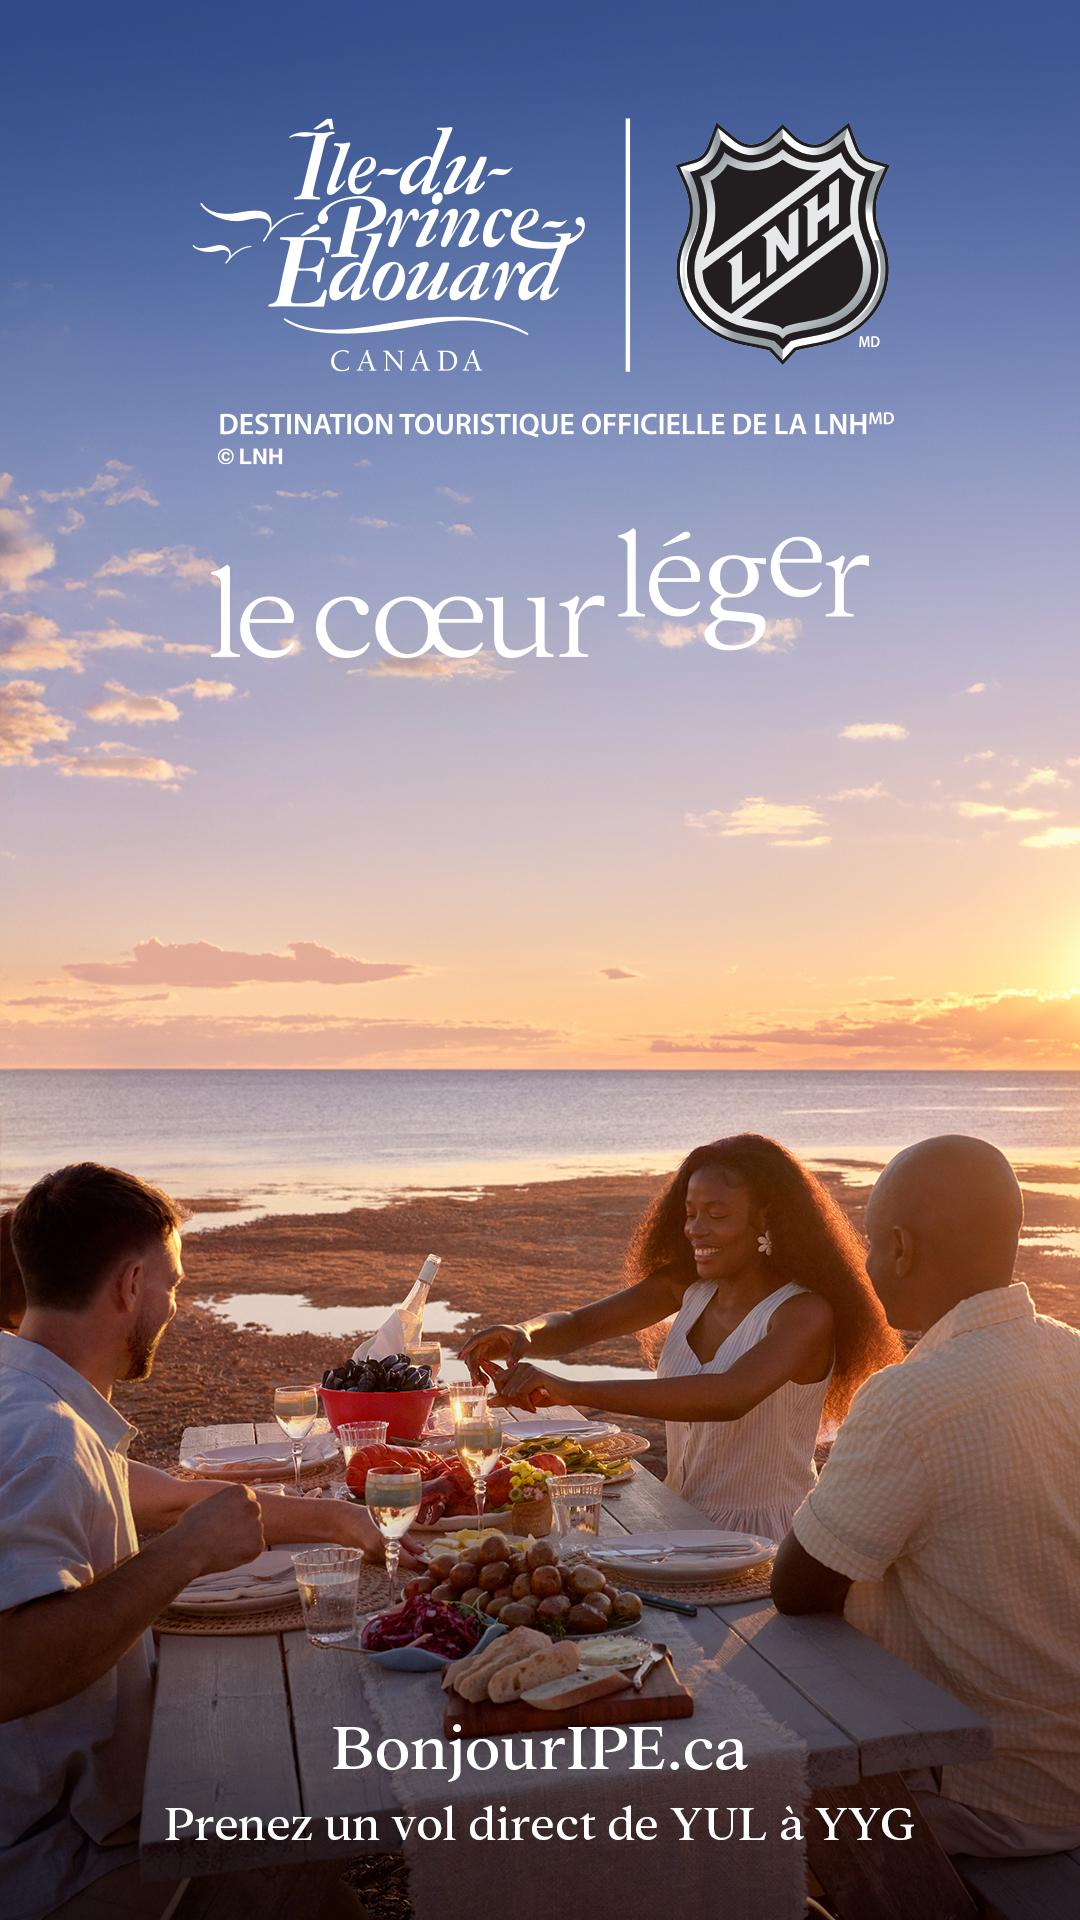 Île-du-
Prince-
Édouard
CANADA
LNH
MD
DESTINATION TOURISTIQUE OFFICIELLE DE LA LNHMD
© LNH
le cœur léger
BonjourIPE.ca
Prenez un vol direct de YUL à YYG